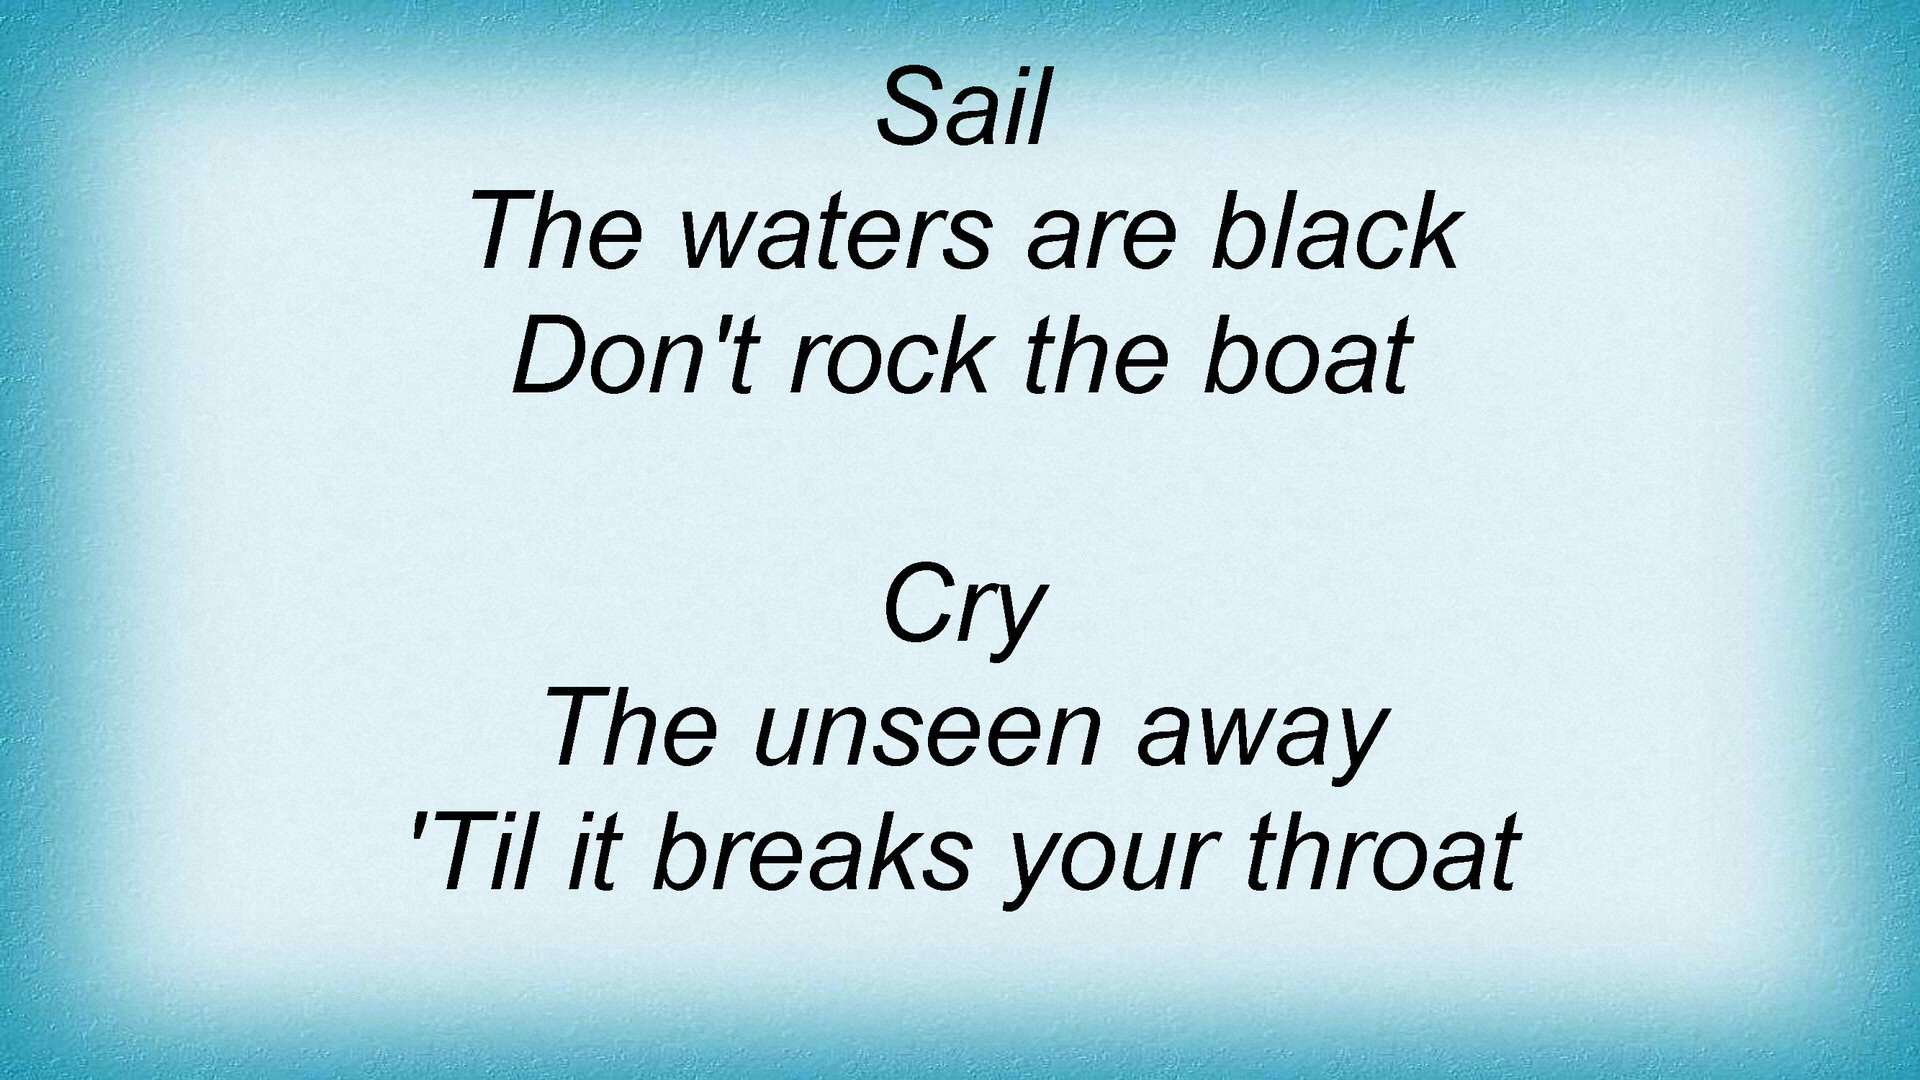 Sail
The waters are black
Don't rock the boat
Cry
The unseen away
'Til it breaks your throat